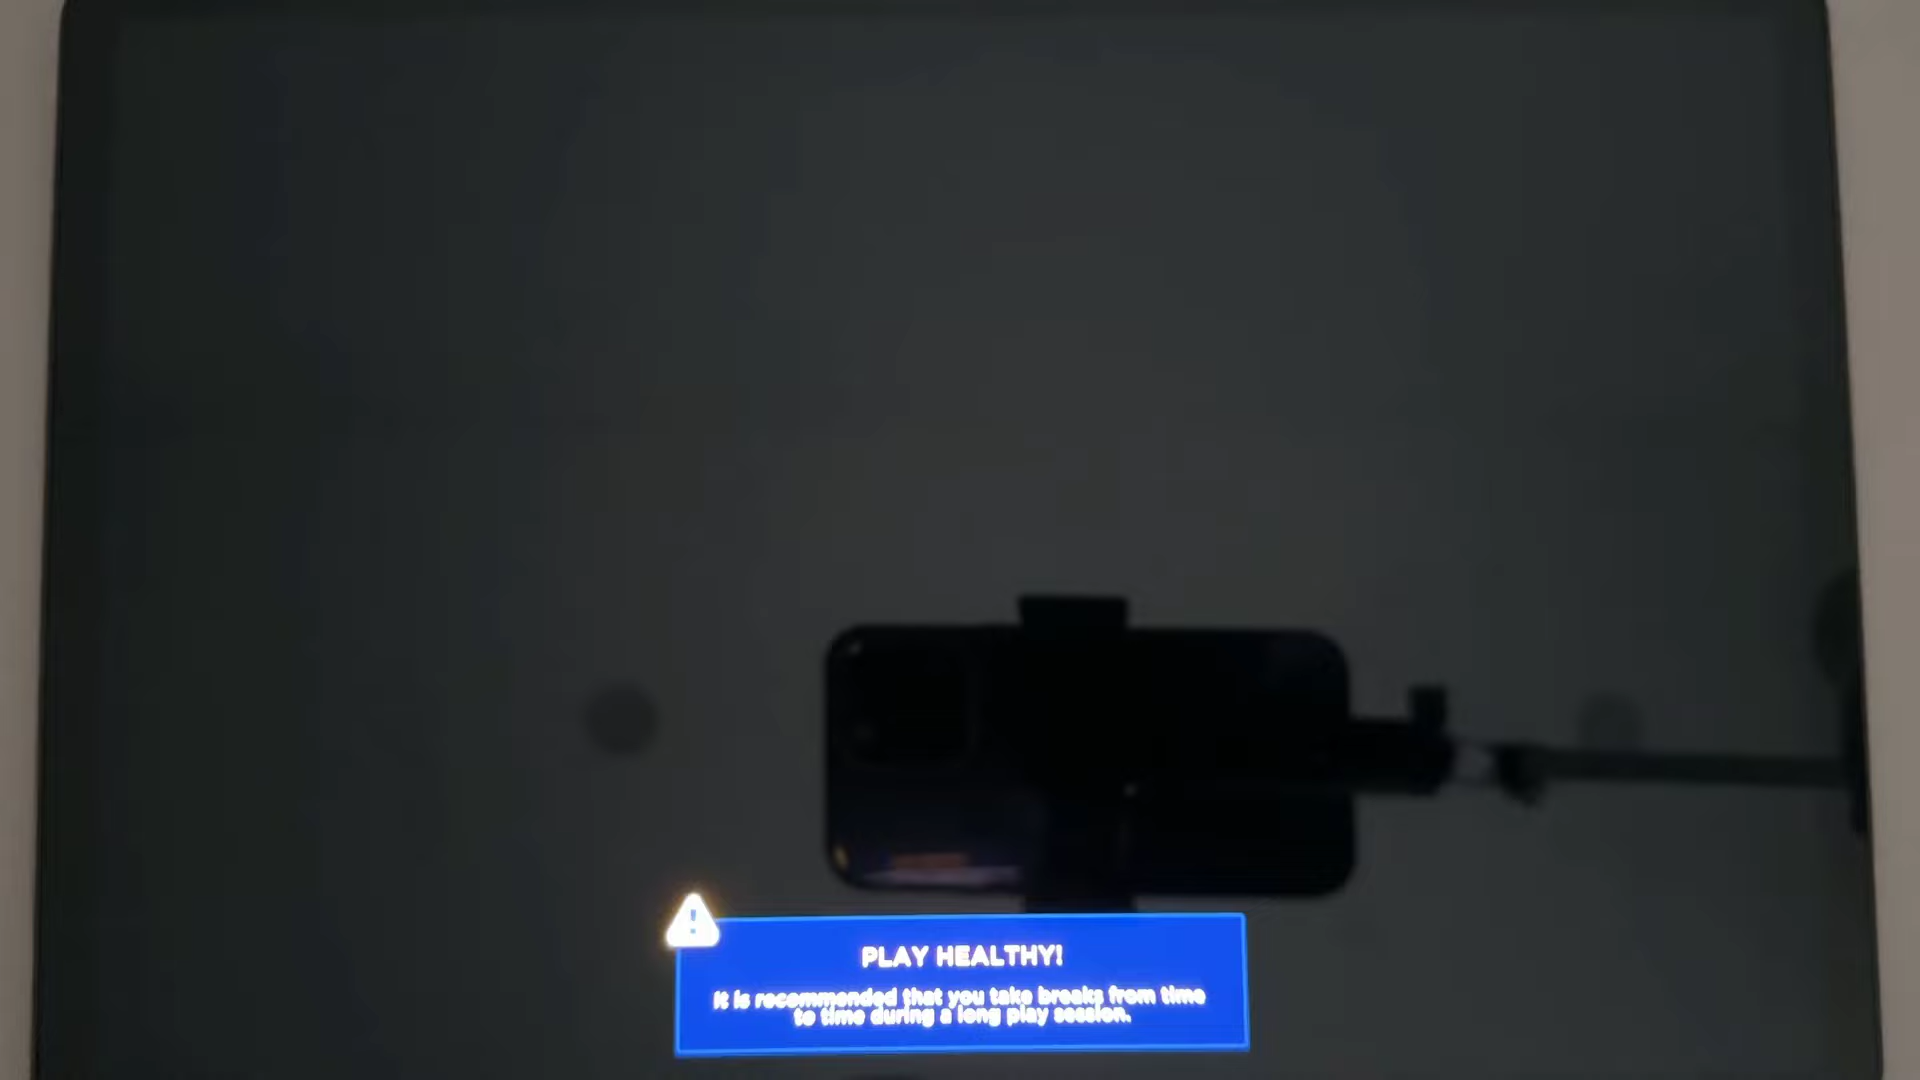 PLAY HEALTHY!
It is recommended that you take breaks from time
to time during a long play session.